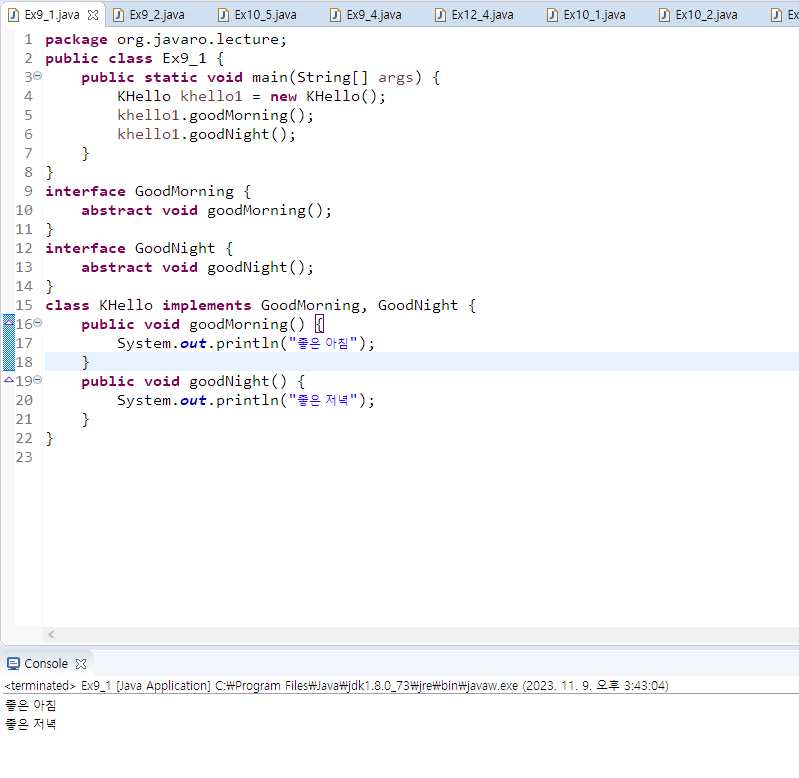 Ex9_1.java Ex9_2.java Ex10_5.java Ex9_4.java Ex12_4.java Ex10_1.java Ex10_2.java Ex
1 package org.javaro.lecture;
2 public class Ex9_1 {
3 public static void main(String[] args) {
4 KHello khello1 = new KHello();
5 khello1.goodMorning();
6 khello1.goodNight();
7 }
8 }
9 interface GoodMorning {
10 abstract void goodMorning();
11 }
12 interface GoodNight {
13 abstract void goodNight();
14 }
15 class KHello implements GoodMorning, GoodNight {
16 public void goodMorning() {
17 System.out.println("좋은 아침");
18 }
19 public void goodNight() {
20 System.out.println("좋은 저녁");
21 }
22 }
23
Console
<terminated> Ex9_1 [Java Application] C:₩Program Files₩Java₩jdk1.8.0_73₩jre₩bin₩javaw.exe (2023. 11. 9. 오후 3:43:04)
좋은 아침
좋은 저녁